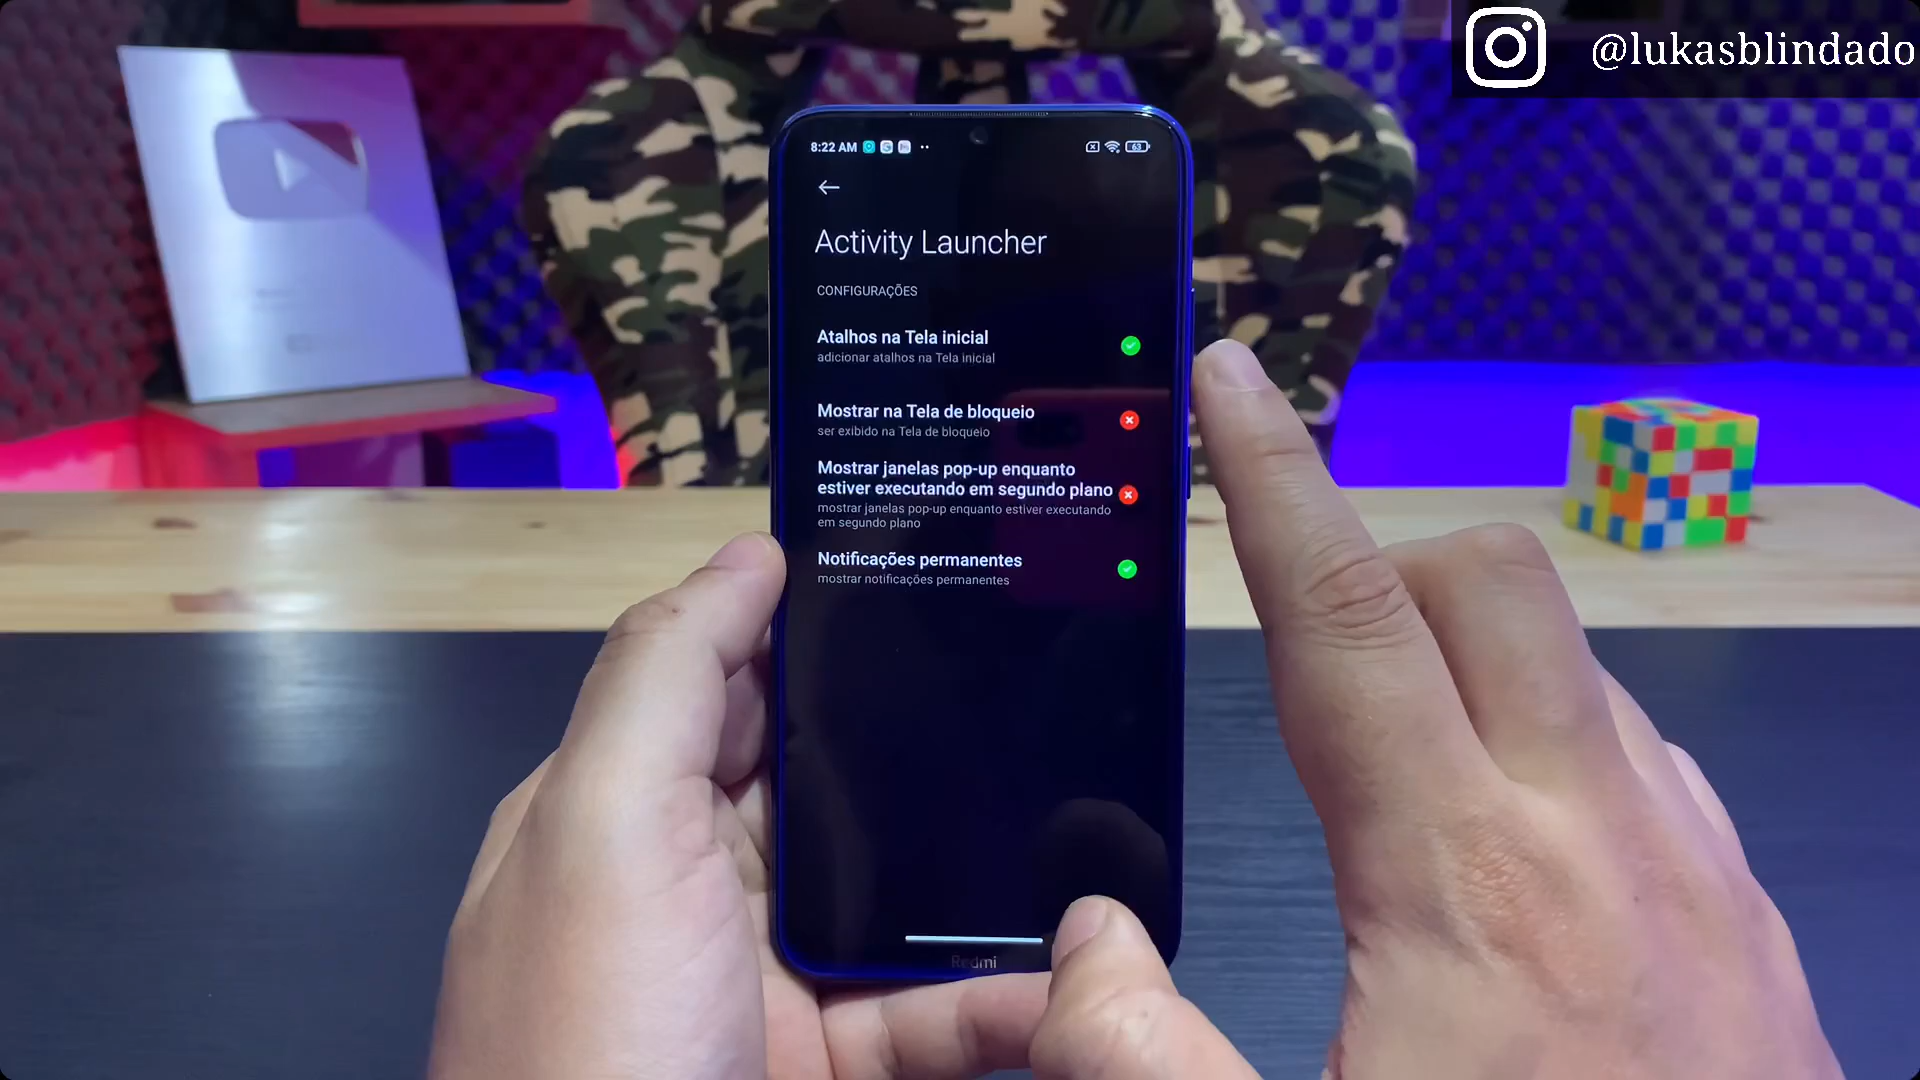 @lukasblindado
8:22 AM
63
Activity Launcher
CONFIGURAÇÕES
Atalhos na Tela inicial
adicionar atalhos na Tela inicial
Mostrar na Tela de bloqueio
ser exibido na Tela de bloqueio
Mostrar janelas pop-up enquanto
estiver executando em segundo plano
mostrar janelas pop-up enquanto estiver executando
em segundo plano
Notificações permanentes
mostrar notificações permanentes
Redmi